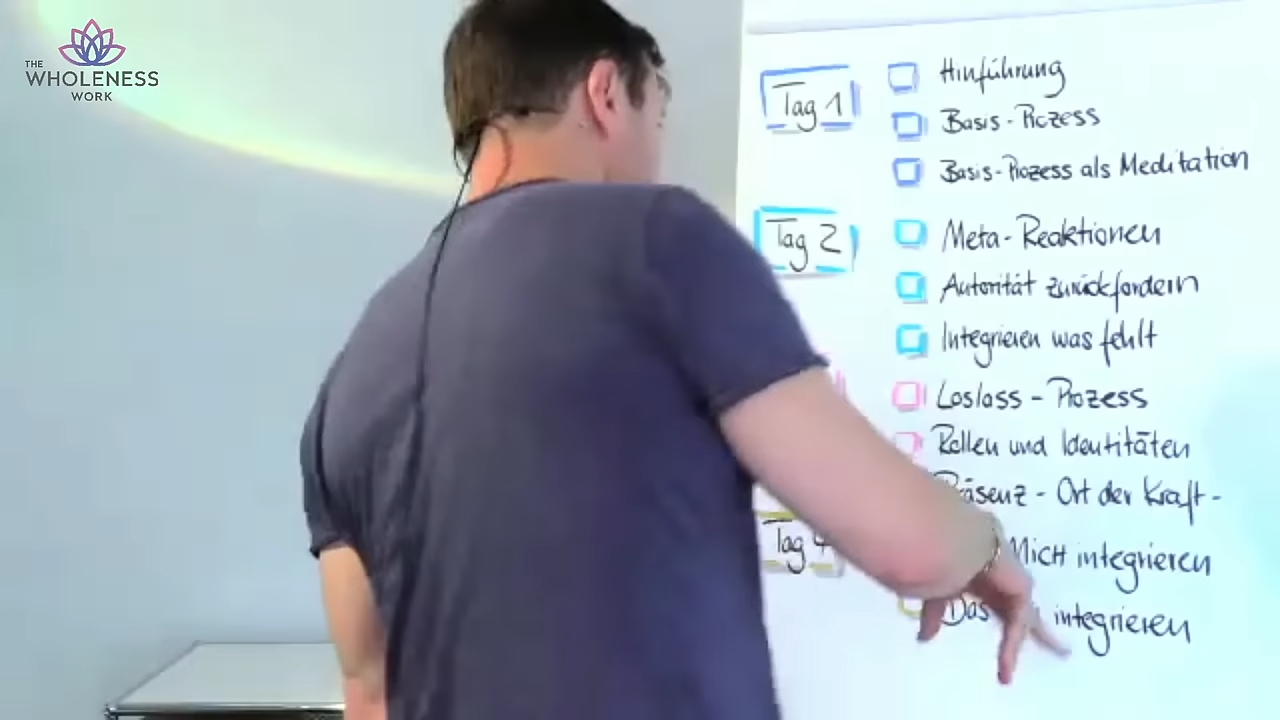 THE
WHOLENESS
WORK
Tag 1
Hinführung
Basis-Prozess
Basis-Prozess als Meditation
Tag 2
Meta-Reaktionen
Autorität zurückfordern
Integrieren was fehlt
Loslass-Prozess
Rollen und Identitäten
Präsenz - Ort der Kraft -
Tag 4
Mich integrieren
Das integrieren